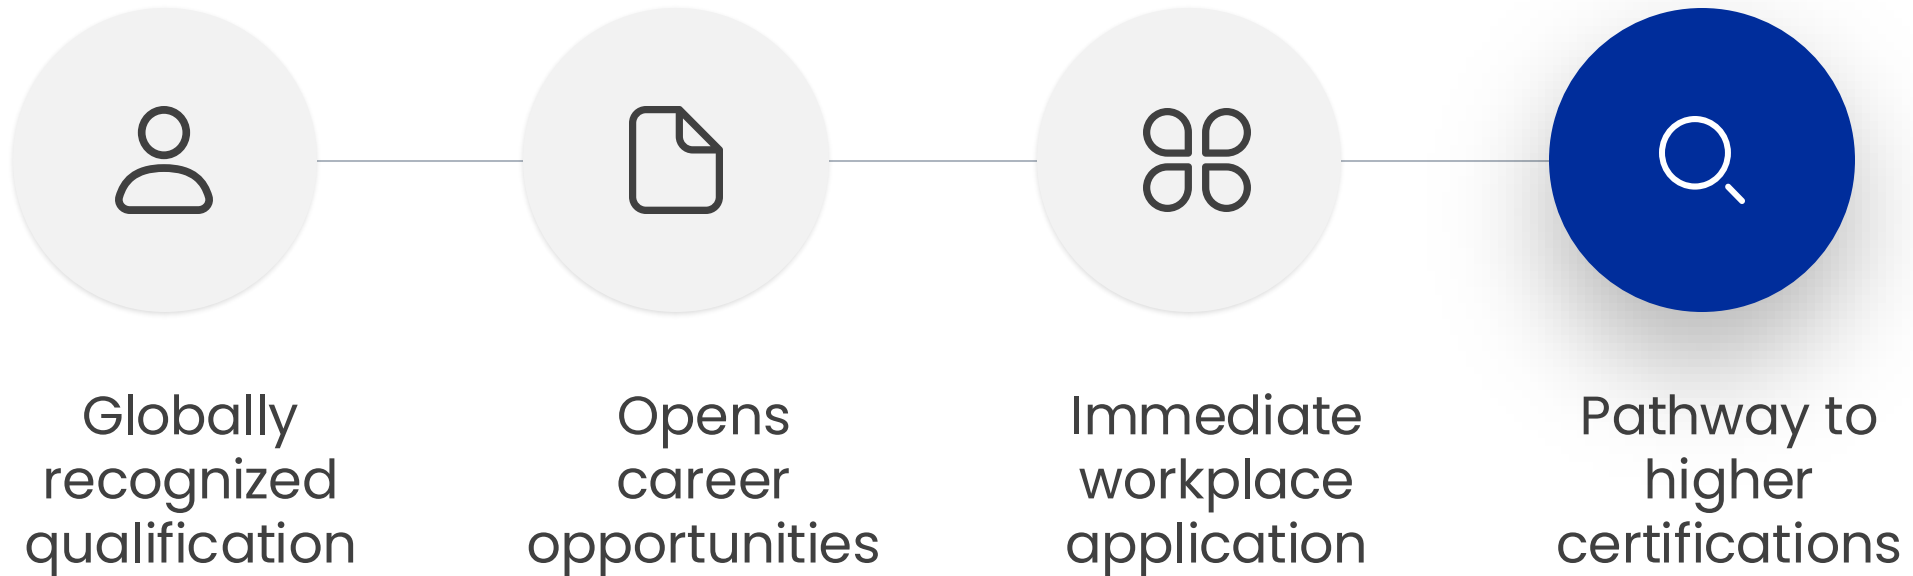 Globally
recognized
qualification
Opens
career
opportunities
Immediate
workplace
application
Pathway to
higher
certifications